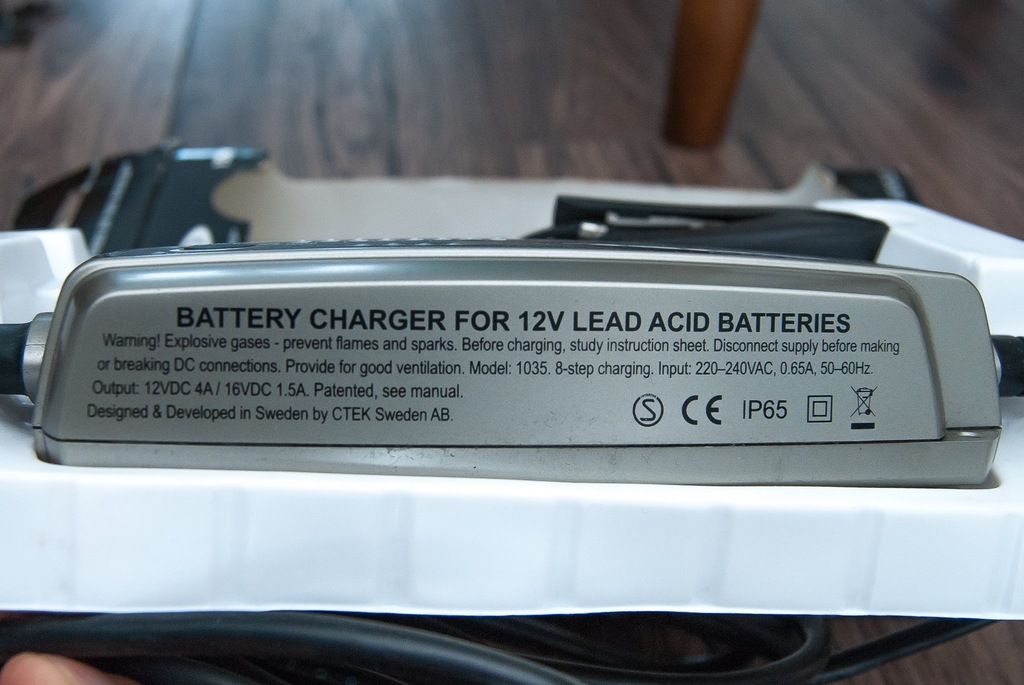 BATTERY CHARGER FOR 12V LEAD ACID BATTERIES
Warning! Explosive gases - prevent flames and sparks. Before charging, study instruction sheet. Disconnect supply before making
or breaking DC connections. Provide for good ventilation. Model: 1035. 8-step charging. Input: 220–240VAC, 0.65A, 50–60Hz.
Output: 12VDC 4A / 16VDC 1.5A. Patented, see manual.
Designed & Developed in Sweden by CTEK Sweden AB.
S CE IP65